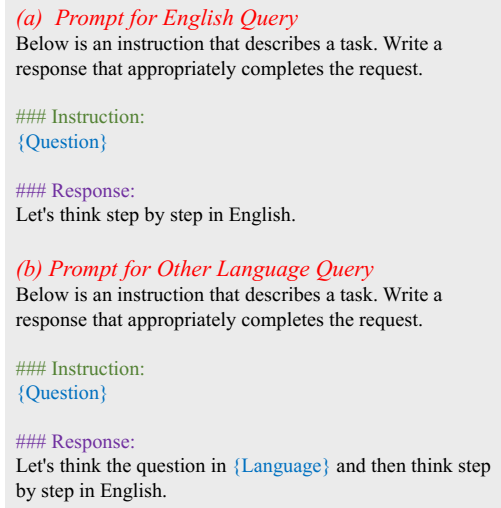 (a) Prompt for English Query
Below is an instruction that describes a task. Write a
response that appropriately completes the request.
### Instruction:
{Question}
### Response:
Let's think step by step in English.
(b) Prompt for Other Language Query
Below is an instruction that describes a task. Write a
response that appropriately completes the request.
### Instruction:
{Question}
### Response:
Let's think the question in {Language} and then think step
by step in English.